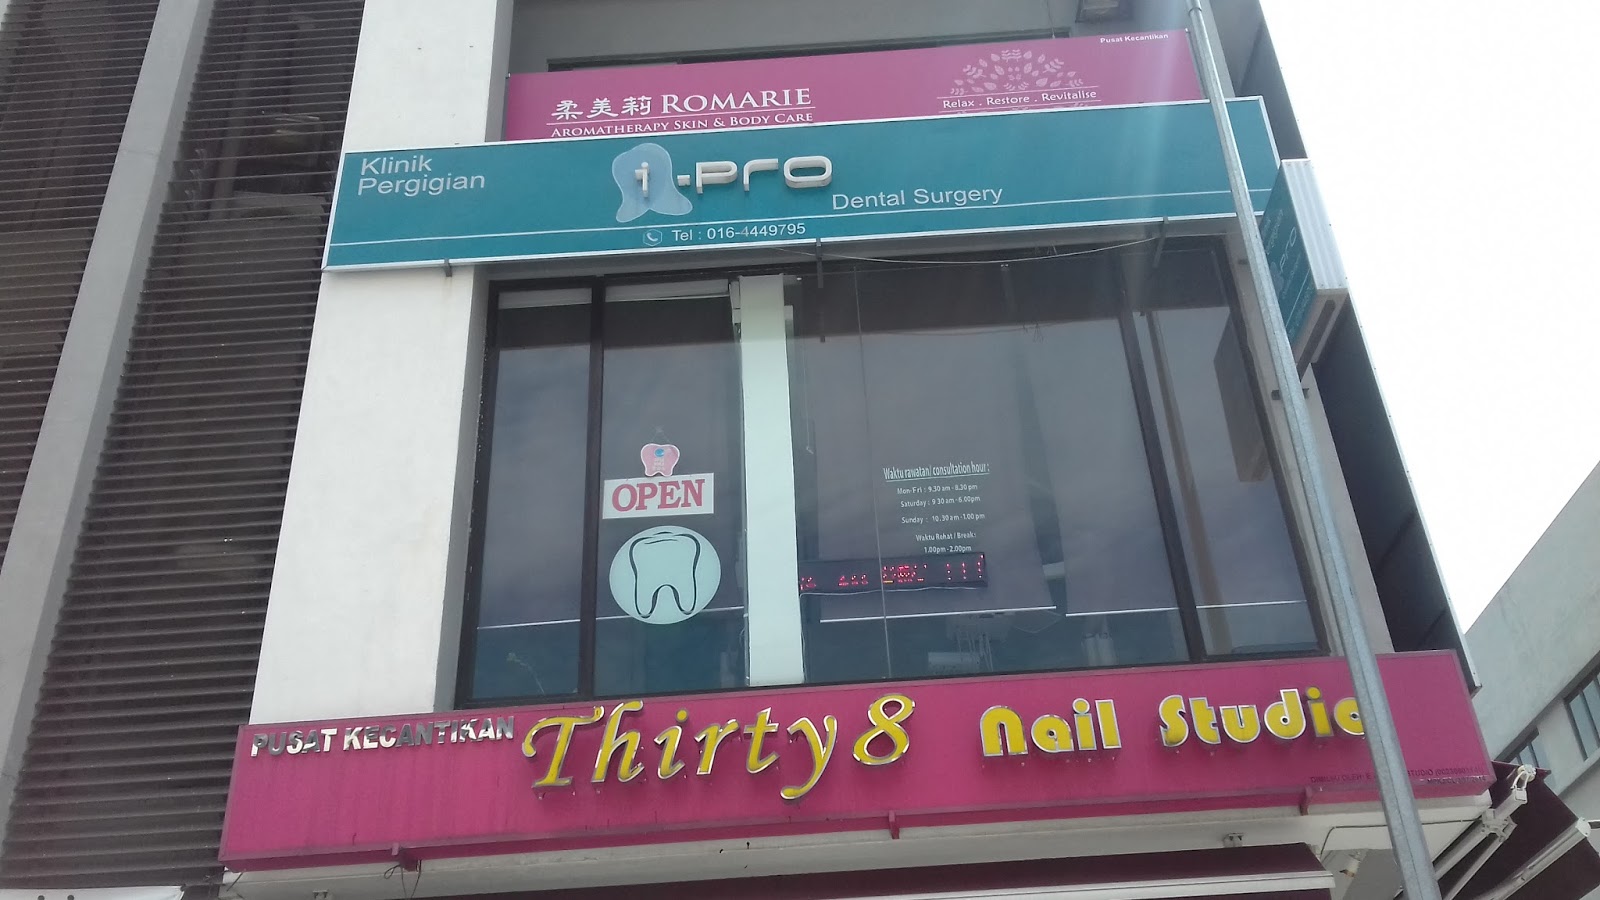 Pusat Kecantikan
柔美莉 ROMARIE
AROMATHERAPY SKIN & BODY CARE
Relax . Restore . Revitalise
Klinik
Pergigian
i-PRO
Dental Surgery
Tel : 016-4449795
OPEN
Waktu rawatan/ consultation hour :
Mon-Fri : 9.30 am - 8.30 pm
Saturday : 9 30 am - 6.00pm
Sunday : 10 .30 am -1.00 pm
Waktu Rehat / Break :
1.00pm -2.00pm
PUSAT KECANTIKAN
Thirty8 Nail Studio